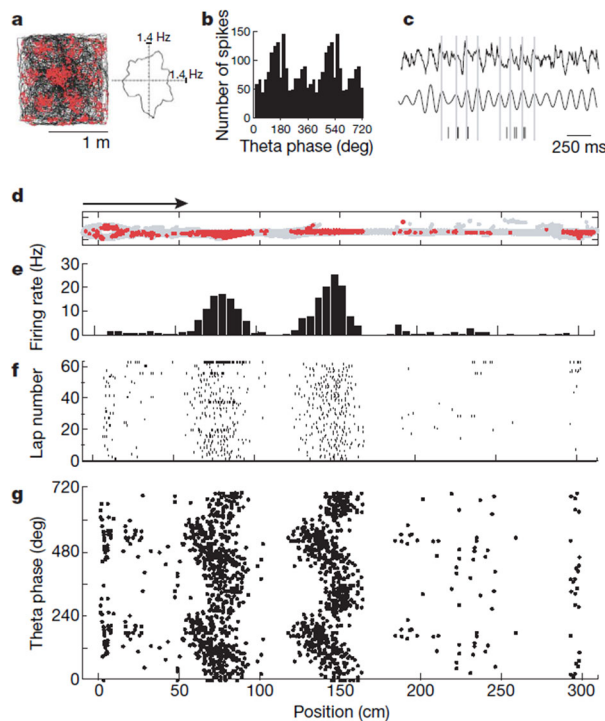 a
1.4 Hz
1.4 Hz
1 m
b
Number of spikes
150
100
50
0
0 180 360 540 720
Theta phase (deg)
c
250 ms
d
e
Firing rate (Hz)
30
20
10
0
f
Lap number
60
40
20
0
g
Theta phase (deg)
720
480
240
0
0 50 100 150 200 250 300
Position (cm)